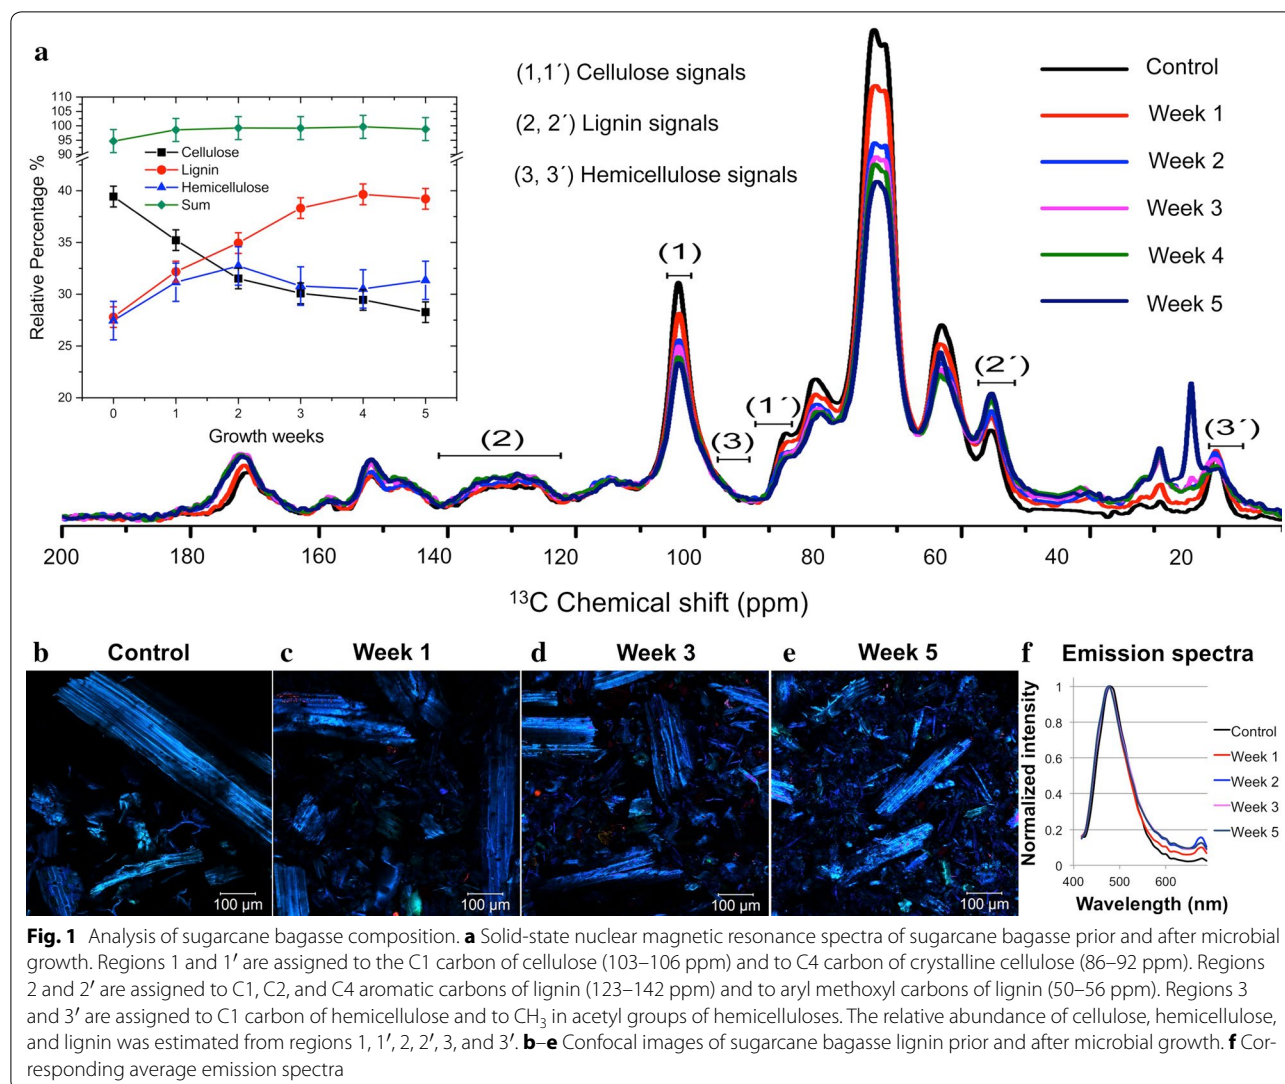 a
(1,1´) Cellulose signals
(2, 2´) Lignin signals
(3, 3´) Hemicellulose signals
Control
Week 1
Week 2
Week 3
Week 4
Week 5
110
105
100
95
90
40
35
30
25
20
Relative Percentage %
Cellulose
Lignin
Hemicellulose
Sum
0 1 2 3 4 5
Growth weeks
(1)
(2)
(3)
(1´)
(2´)
(3´)
200 180 160 140 120 100 80 60 40 20
¹³C Chemical shift (ppm)
b Control
c Week 1
d Week 3
e Week 5
f Emission spectra
100 µm
100 µm
100 µm
100 µm
Normalized intensity
1
0.8
0.6
0.4
0.2
0
400 500 600
Wavelength (nm)
Control
Week 1
Week 2
Week 3
Week 5
Fig. 1 Analysis of sugarcane bagasse composition. a Solid-state nuclear magnetic resonance spectra of sugarcane bagasse prior and after microbial
growth. Regions 1 and 1′ are assigned to the C1 carbon of cellulose (103–106 ppm) and to C4 carbon of crystalline cellulose (86–92 ppm). Regions
2 and 2′ are assigned to C1, C2, and C4 aromatic carbons of lignin (123–142 ppm) and to aryl methoxyl carbons of lignin (50–56 ppm). Regions 3
and 3′ are assigned to C1 carbon of hemicellulose and to CH₃ in acetyl groups of hemicelluloses. The relative abundance of cellulose, hemicellulose,
and lignin was estimated from regions 1, 1′, 2, 2′, 3, and 3′. b–e Confocal images of sugarcane bagasse lignin prior and after microbial growth. f Cor-
responding average emission spectra